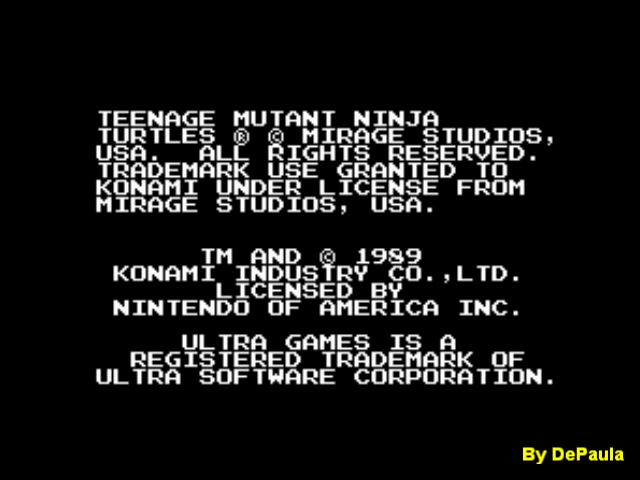 TEENAGE MUTANT NINJA
TURTLES ® © MIRAGE STUDIOS,
USA. ALL RIGHTS RESERVED.
TRADEMARK USE GRANTED TO
KONAMI UNDER LICENSE FROM
MIRAGE STUDIOS, USA.
TM AND © 1989
KONAMI INDUSTRY CO.,LTD.
LICENSED BY
NINTENDO OF AMERICA INC.
ULTRA GAMES IS A
REGISTERED TRADEMARK OF
ULTRA SOFTWARE CORPORATION.
By DePaula